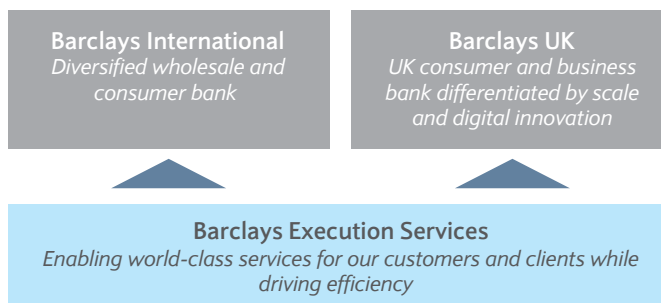 Barclays International
Diversified wholesale and
consumer bank
Barclays UK
UK consumer and business
bank differentiated by scale
and digital innovation
Barclays Execution Services
Enabling world-class services for our customers and clients while
driving efficiency